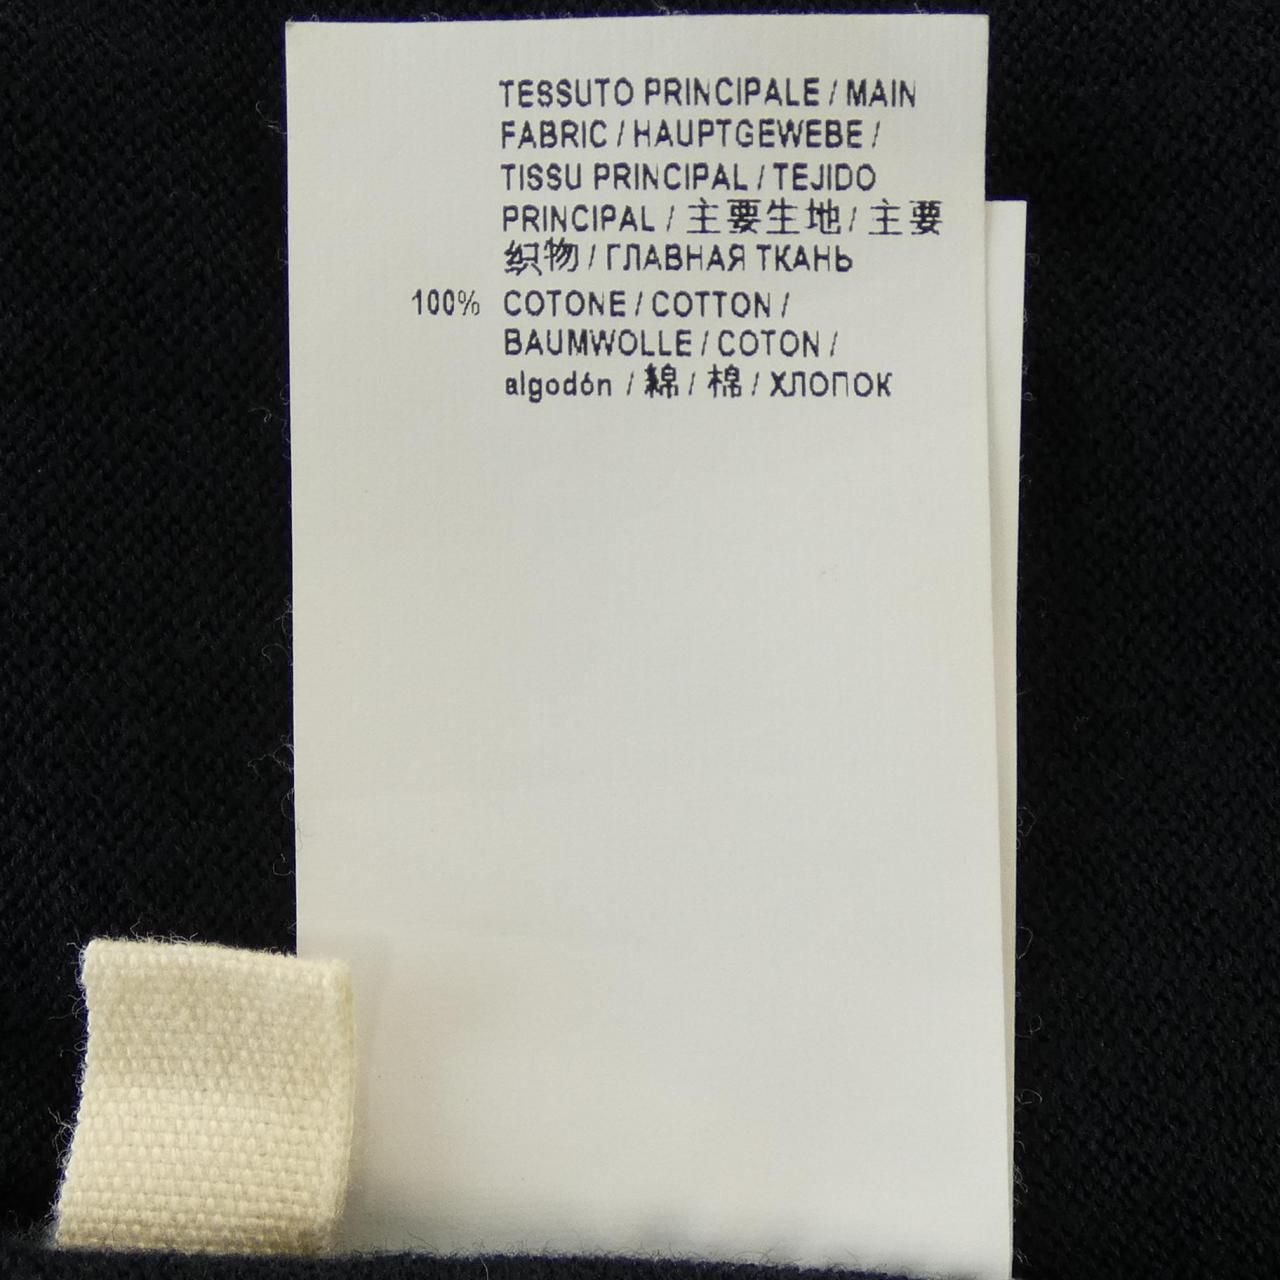 TESSUTO PRINCIPALE / MAIN
FABRIC / HAUPTGEWEBE /
TISSU PRINCIPAL / TEJIDO
PRINCIPAL / 主要生地 / 主要
织物 / ГЛАВНАЯ ТКАНЬ
100% COTONE / COTTON /
BAUMWOLLE / COTON /
algodón / 綿 / 棉 / ХЛОПОК